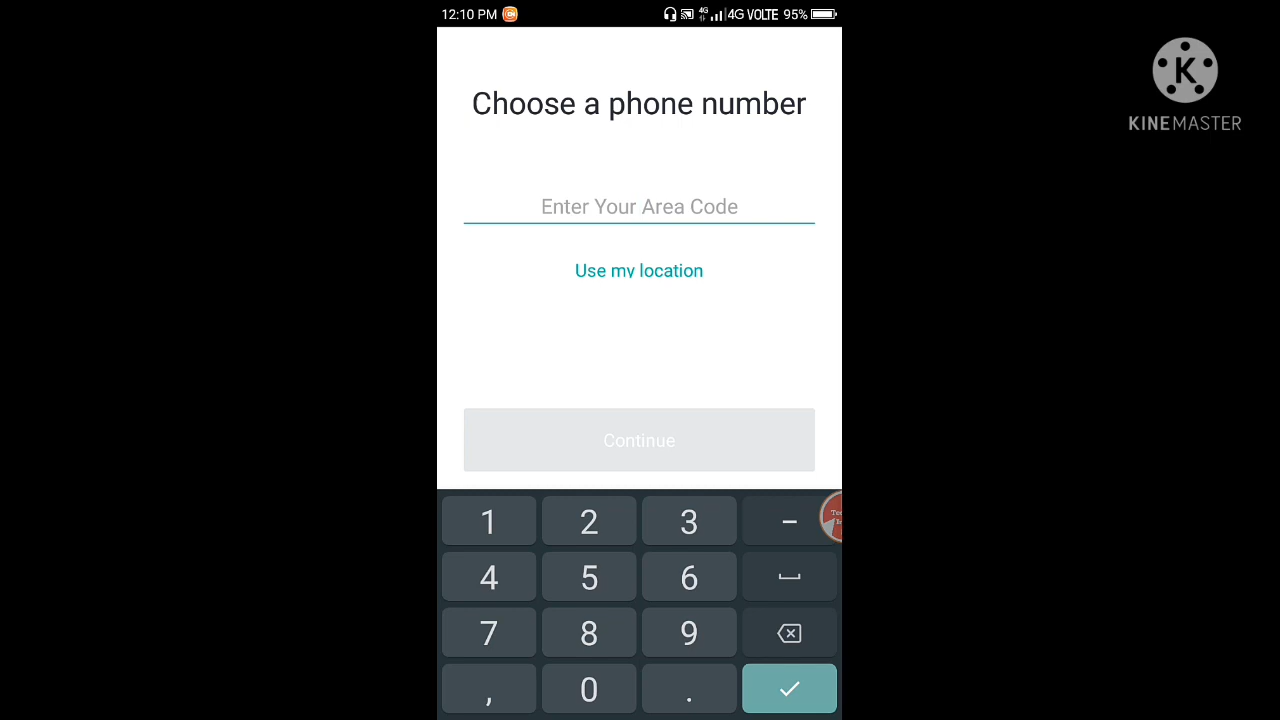 12:10 PM 4G 4G VOLTE 95%
K
KINEMASTER
Choose a phone number
Enter Your Area Code
Use my location
Continue
1 2 3 -
4 5 6
7 8 9
, 0 .